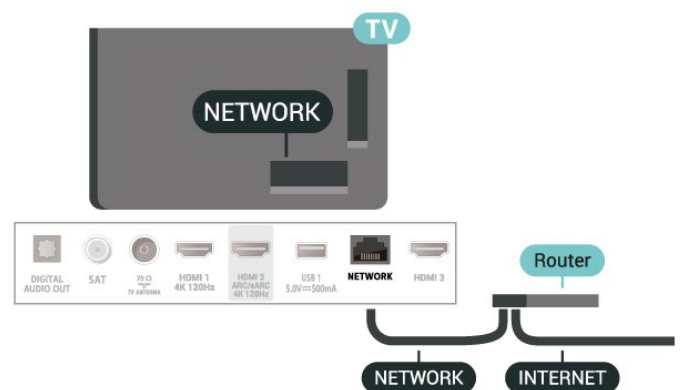 TV
NETWORK
DIGITAL
AUDIO OUT
SAT
75 Ω
TV ANTENNA
HDMI 1
4K 120Hz
HDMI 2
ARC/eARC
4K 120Hz
USB 1
5.0V⎓500mA
NETWORK
HDMI 3
Router
NETWORK
INTERNET